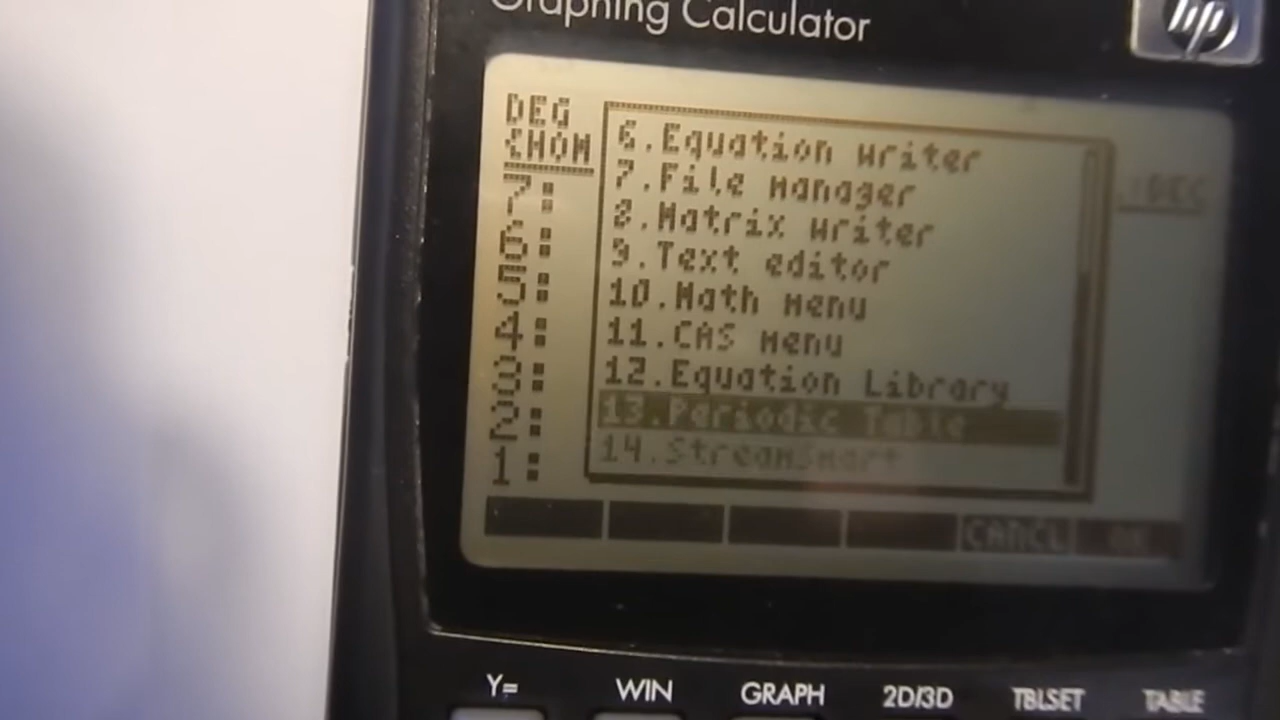 Graphing Calculator
hp
DEG
{HOM
7:
6:
5:
4:
3:
2:
1:
6.Equation writer
7.File manager
8.Matrix writer
9.Text editor
10.Math menu
11.CAS menu
12.Equation Library
13.Periodic Table
14.StreamSmart
CANCL
OK
Y=
WIN
GRAPH
2D/3D
TBLSET
TABLE